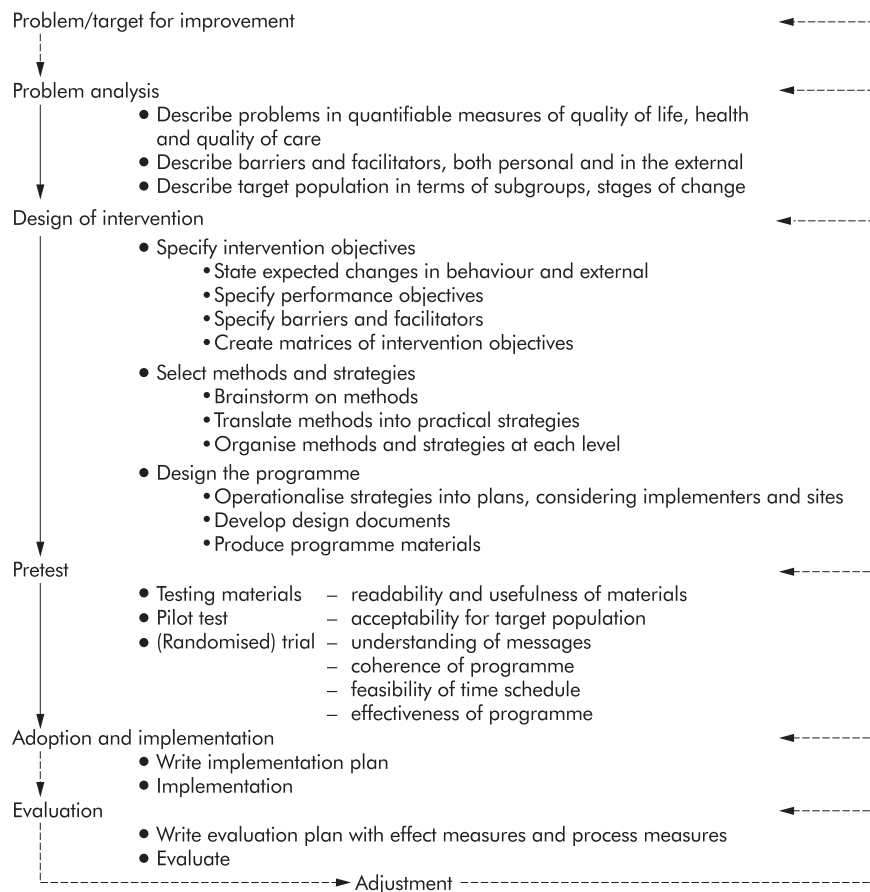 Problem/target for improvement
Problem analysis
● Describe problems in quantifiable measures of quality of life, health
and quality of care
● Describe barriers and facilitators, both personal and in the external
● Describe target population in terms of subgroups, stages of change
Design of intervention
● Specify intervention objectives
• State expected changes in behaviour and external
• Specify performance objectives
• Specify barriers and facilitators
• Create matrices of intervention objectives
● Select methods and strategies
• Brainstorm on methods
• Translate methods into practical strategies
• Organise methods and strategies at each level
● Design the programme
• Operationalise strategies into plans, considering implementers and sites
• Develop design documents
• Produce programme materials
Pretest
● Testing materials – readability and usefulness of materials
● Pilot test – acceptability for target population
● (Randomised) trial – understanding of messages
– coherence of programme
– feasibility of time schedule
– effectiveness of programme
Adoption and implementation
● Write implementation plan
● Implementation
Evaluation
● Write evaluation plan with effect measures and process measures
● Evaluate
Adjustment